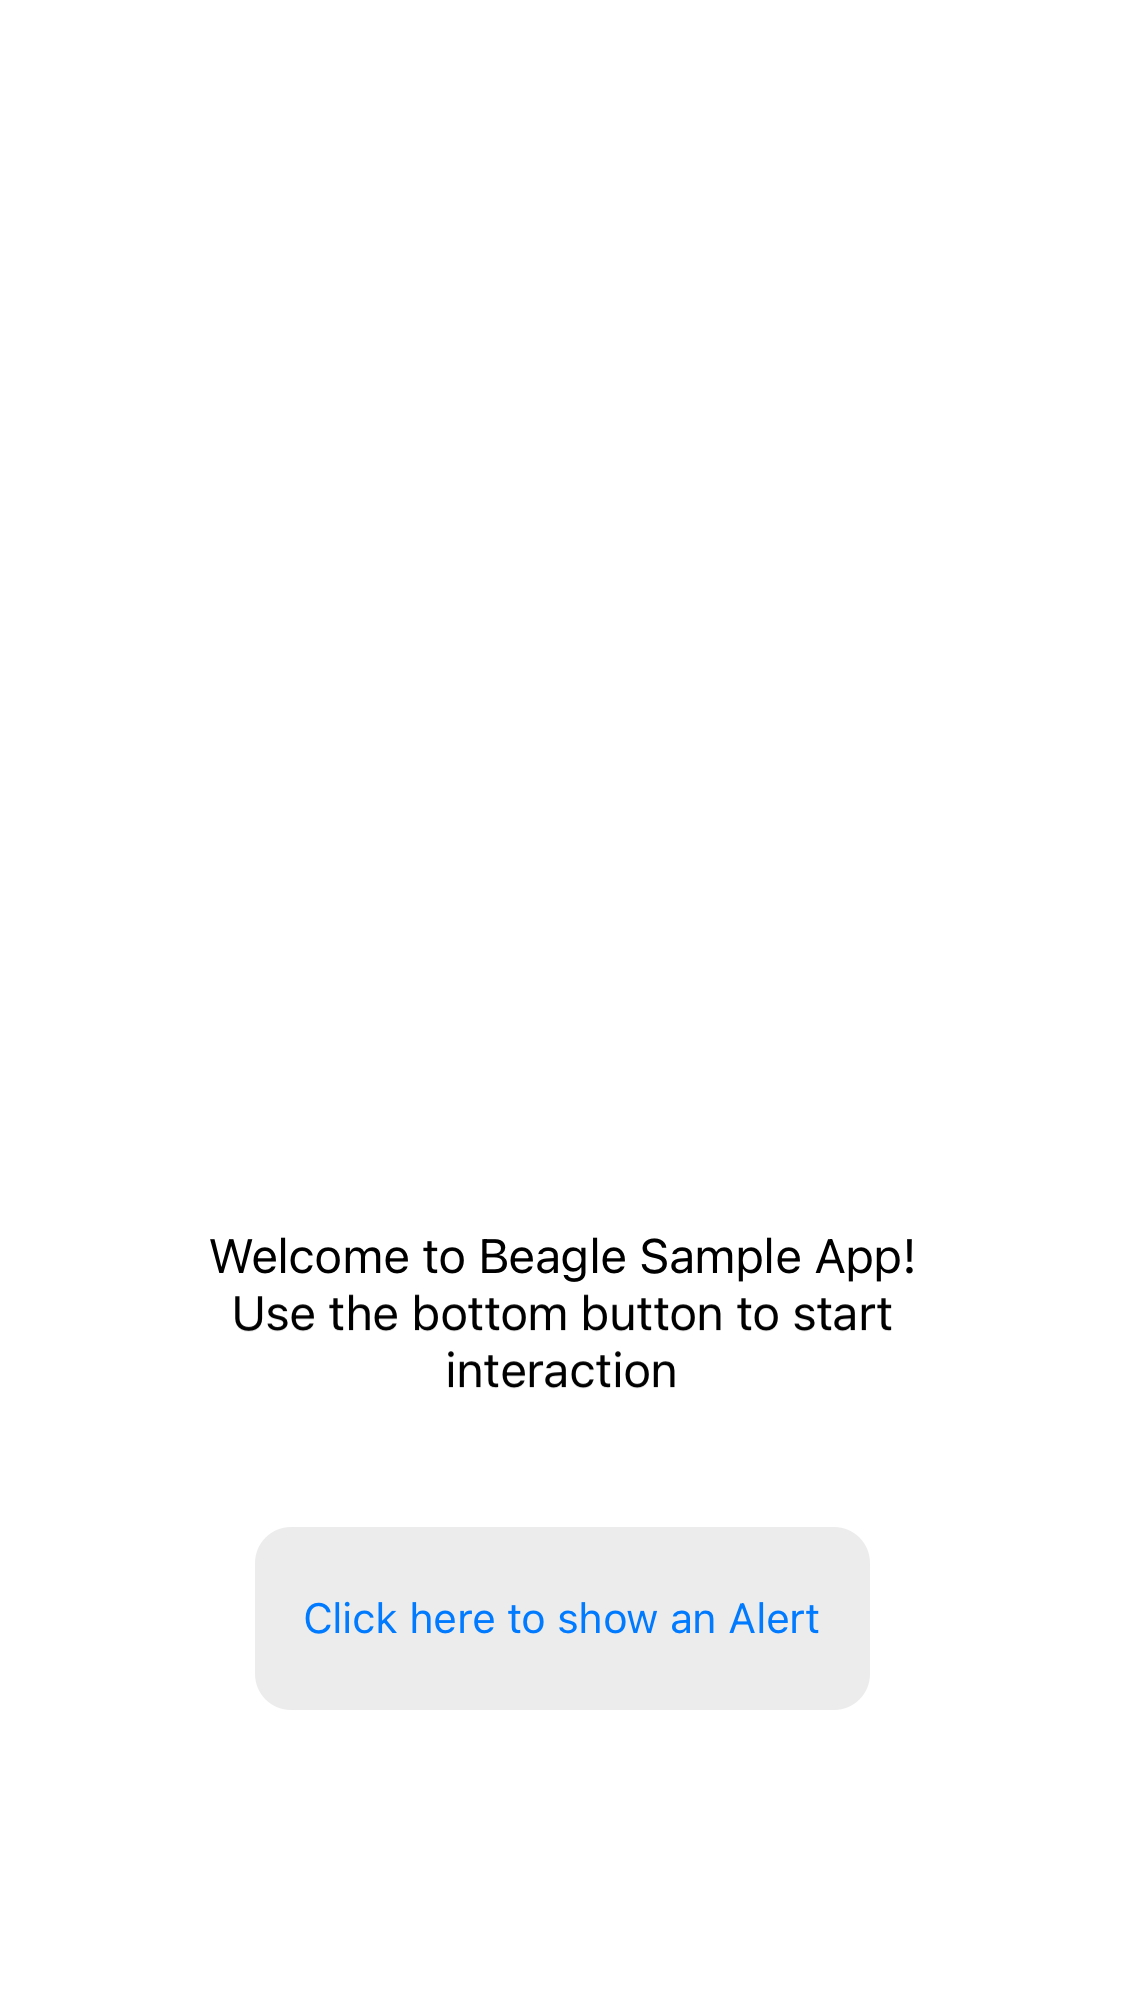 Welcome to Beagle Sample App!
Use the bottom button to start
interaction
Click here to show an Alert